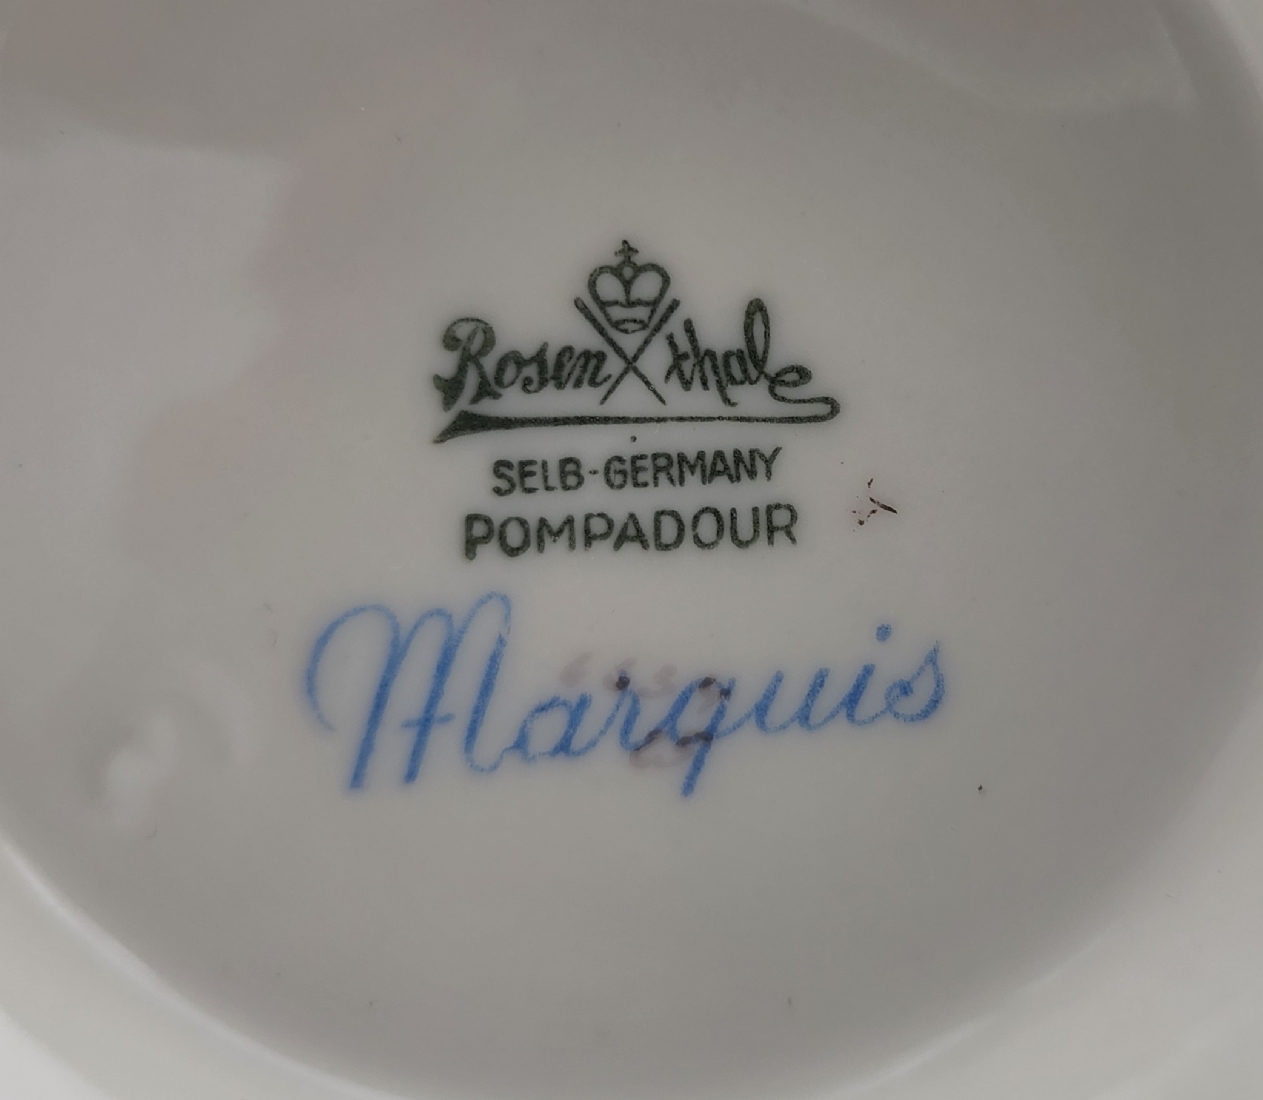 Rosenthal
SELB-GERMANY
POMPADOUR
Marquis